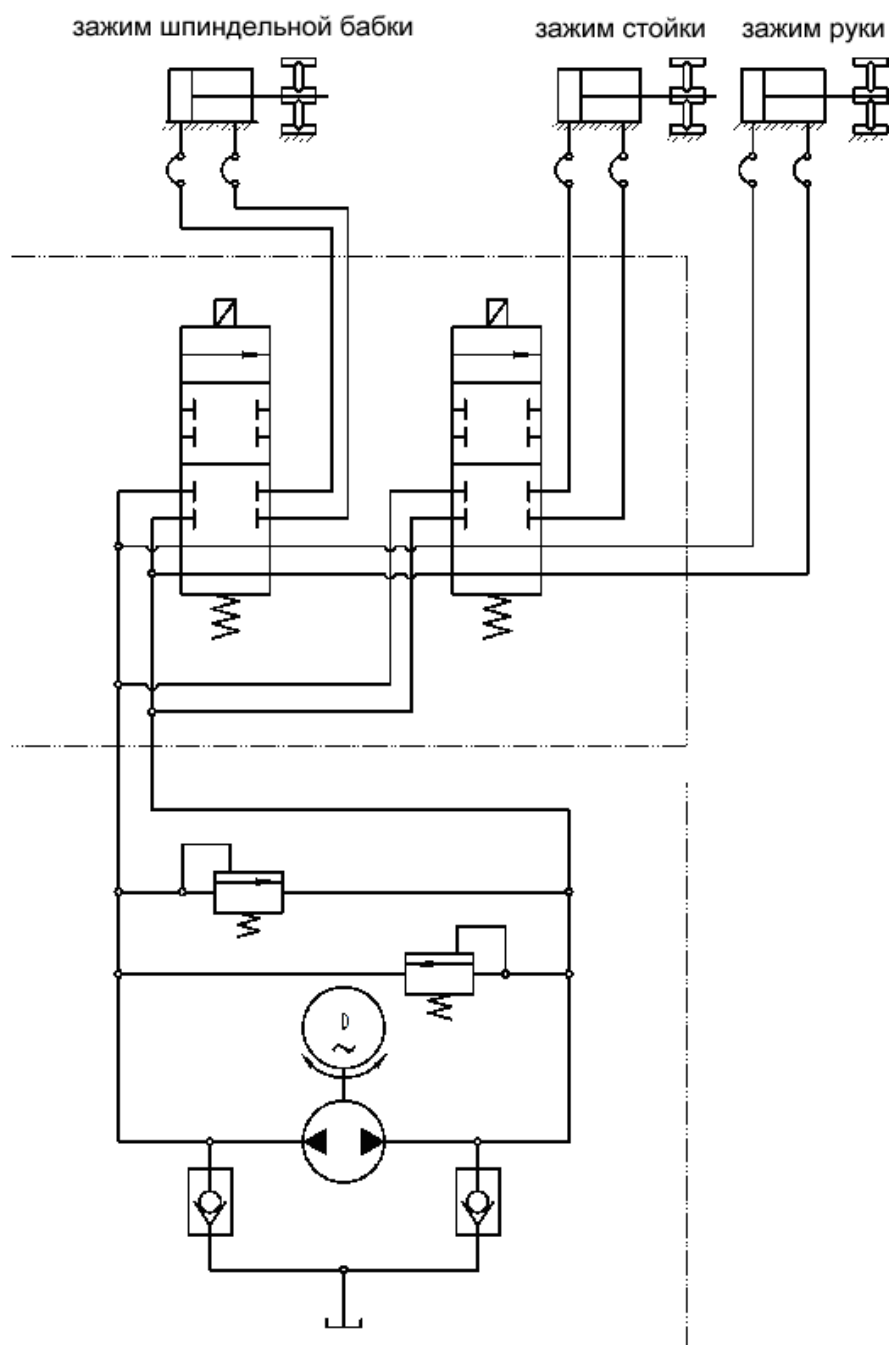 зажим шпиндельной бабки
зажим стойки
зажим руки
D
~